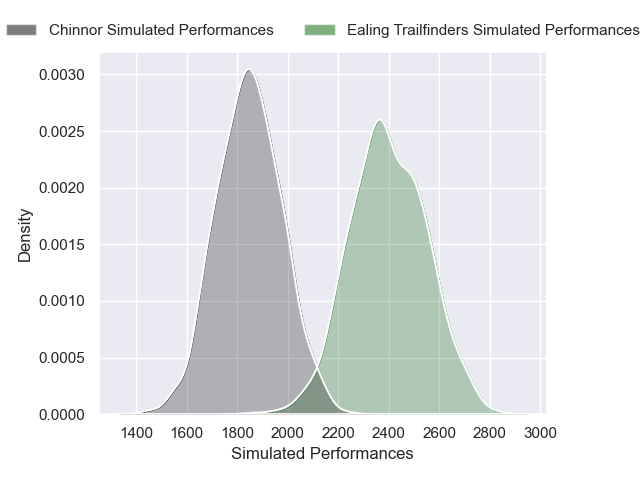 Chinnor Simulated Performances
Ealing Trailfinders Simulated Performances
0.0030
0.0025
0.0020
0.0015
0.0010
0.0005
0.0000
Density
1400 1600 1800 2000 2200 2400 2600 2800 3000
Simulated Performances